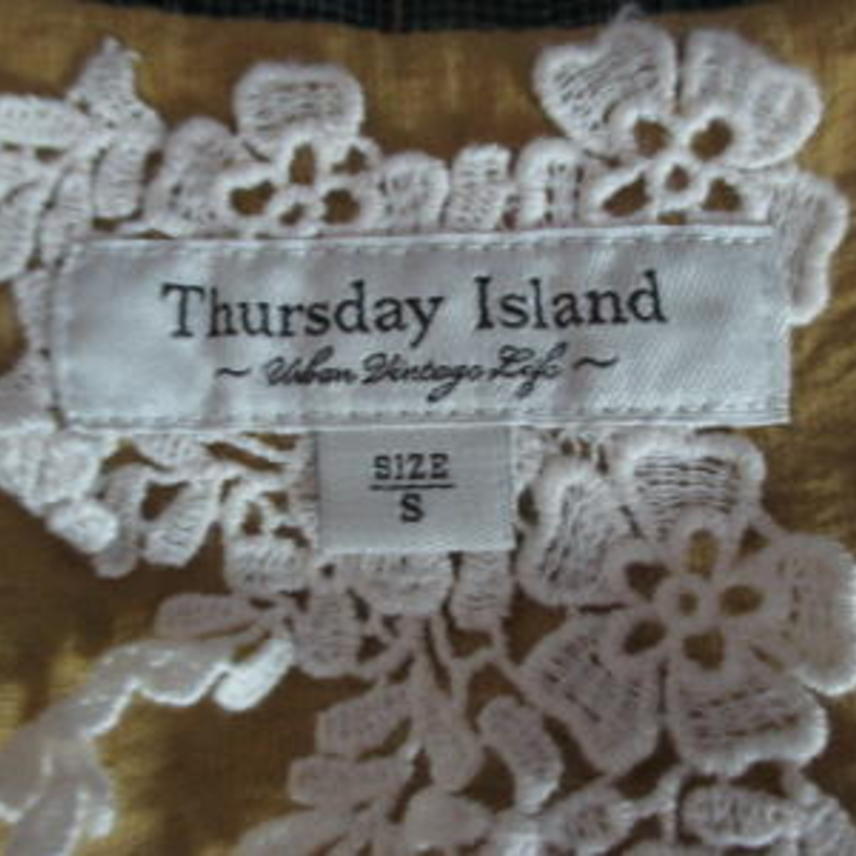 Thursday Island
~ Urban Vintage Life ~
SIZE
S